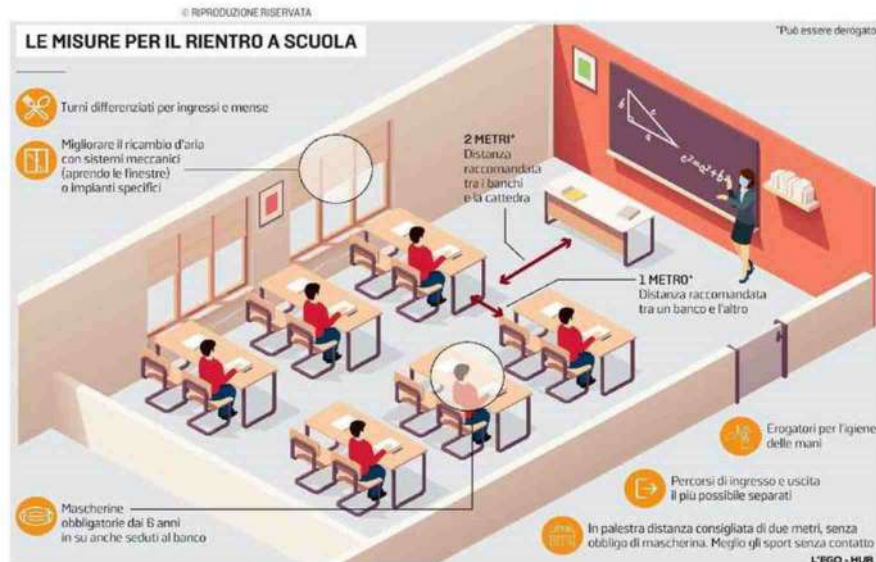 © RIPRODUZIONE RISERVATA
LE MISURE PER IL RIENTRO A SCUOLA
*Può essere derogato
Turni differenziati per ingressi e mense
Migliorare il ricambio d'aria
con sistemi meccanici
(aprendo le finestre)
o impianti specifici
2 METRI*
Distanza
raccomandata
tra i banchi
e la cattedra
b
c
a
c²=a²+b²
1 METRO*
Distanza raccomandata
tra un banco e l'altro
Erogatori per l'igiene
delle mani
Percorsi di ingresso e uscita
il più possibile separati
Mascherine
obbligatorie dai 6 anni
in su anche seduti al banco
In palestra distanza consigliata di due metri, senza
obbligo di mascherina. Meglio gli sport senza contatto
L'EGO - HUB